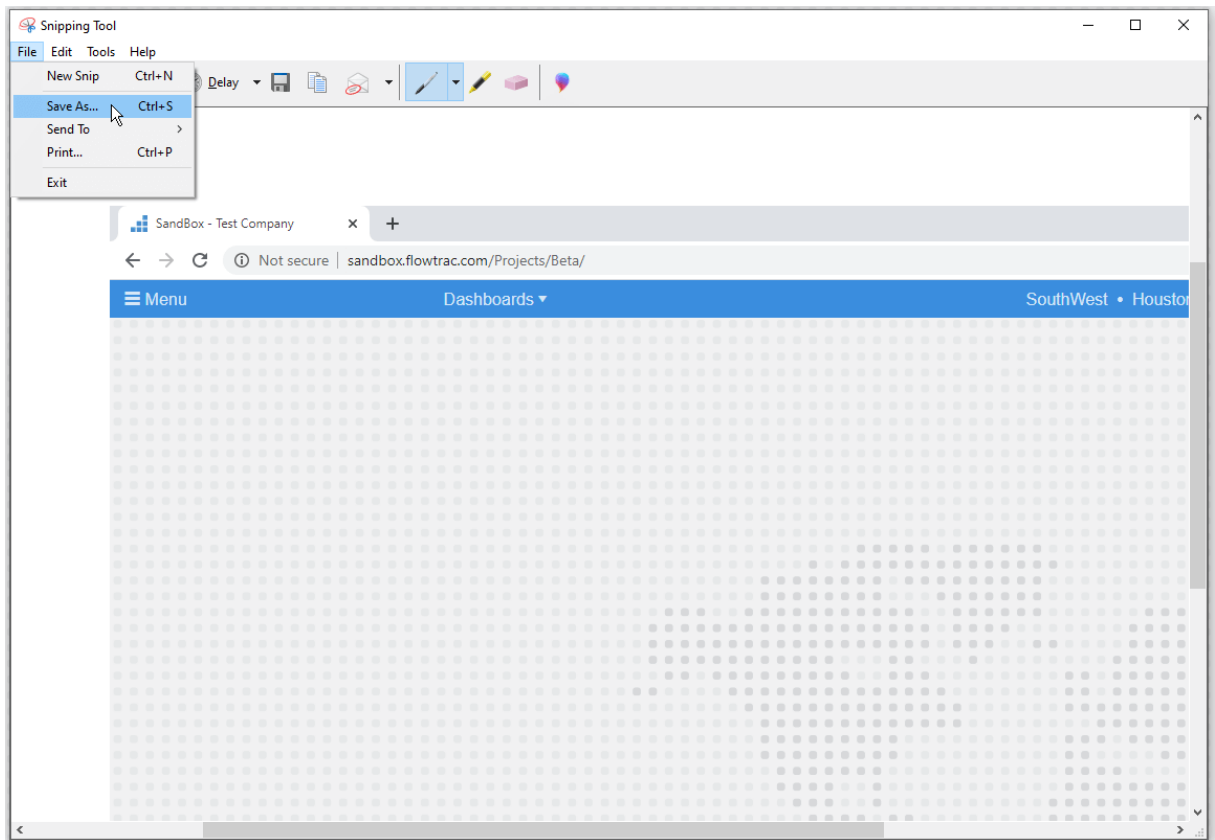 Snipping Tool
File Edit Tools Help
New Snip Ctrl+N
Delay
Save As... Ctrl+S
Send To
Print... Ctrl+P
Exit
SandBox - Test Company
Not secure | sandbox.flowtrac.com/Projects/Beta/
Menu Dashboards SouthWest • Houston